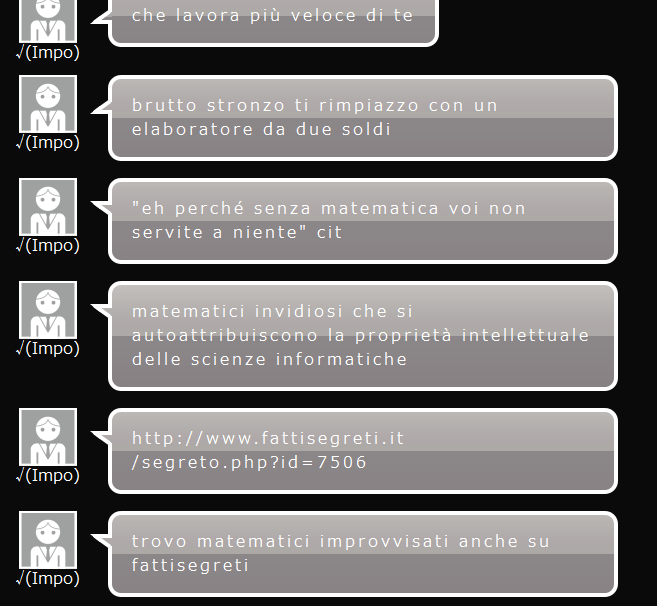 che lavora più veloce di te
√(Impo)
brutto stronzo ti rimpiazzo con un
elaboratore da due soldi
√(Impo)
"eh perché senza matematica voi non
servite a niente" cit
√(Impo)
matematici invidiosi che si
autoattribuiscono la proprietà intellettuale
delle scienze informatiche
√(Impo)
http://www.fattisegreti.it
/segreto.php?id=7506
√(Impo)
trovo matematici improvvisati anche su
fattisegreti
√(Impo)